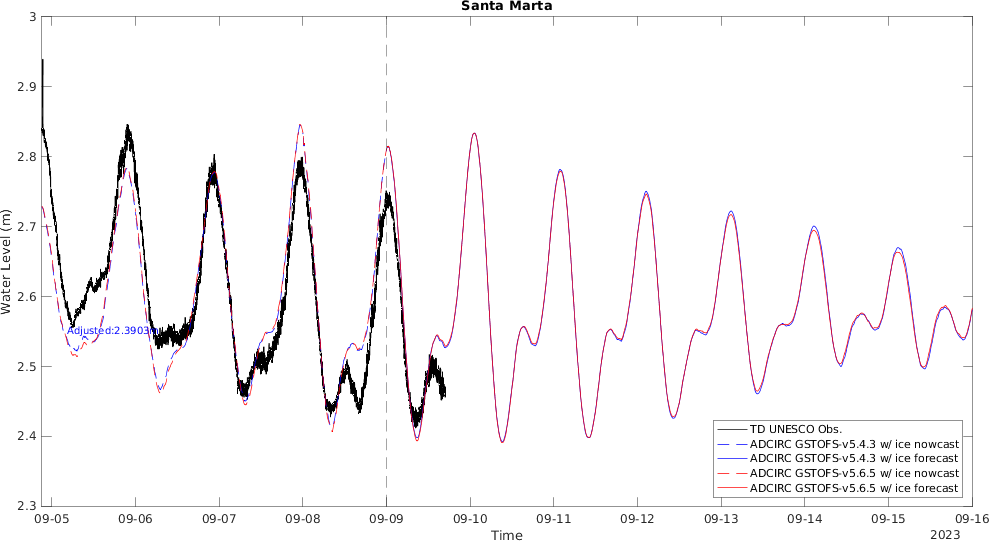 Santa Marta
3
2.9
2.8
2.7
2.6
2.5
2.4
2.3
Water Level (m)
Adjusted:2.3903m
09-05 09-06 09-07 09-08 09-09 09-10 09-11 09-12 09-13 09-14 09-15 09-16
Time
2023
TD UNESCO Obs.
ADCIRC GSTOFS-v5.4.3 w/ ice nowcast
ADCIRC GSTOFS-v5.4.3 w/ ice forecast
ADCIRC GSTOFS-v5.6.5 w/ ice nowcast
ADCIRC GSTOFS-v5.6.5 w/ ice forecast